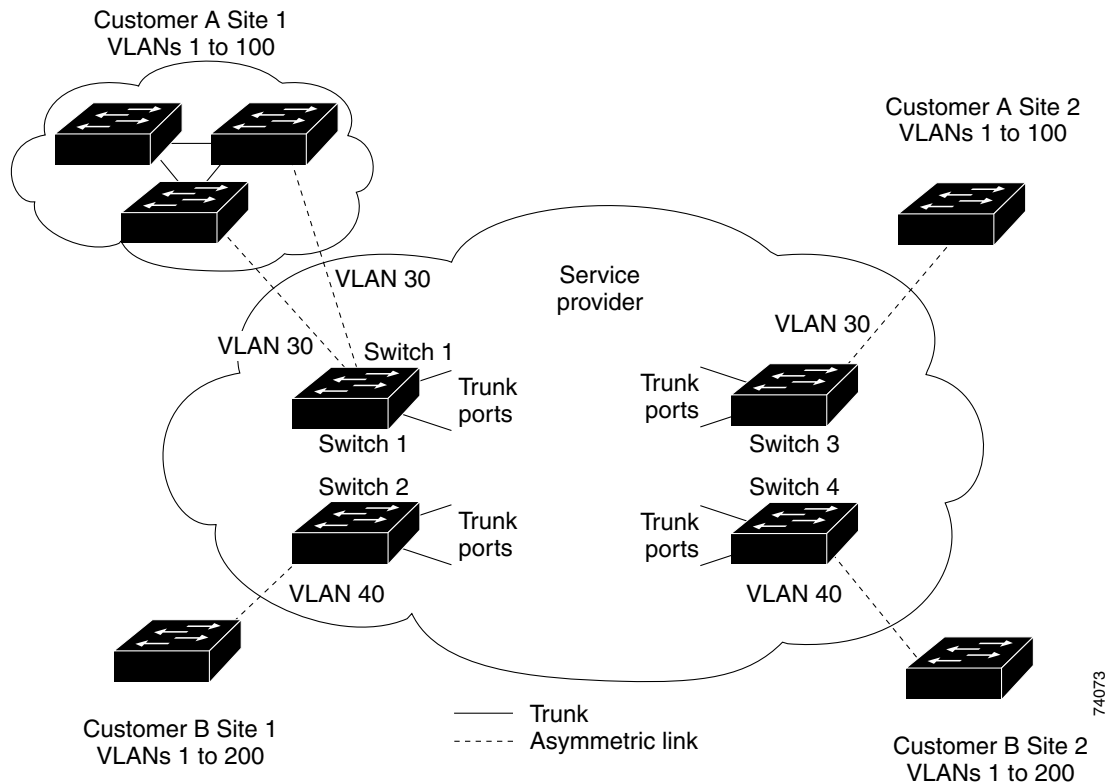 Customer A Site 1
VLANs 1 to 100
Customer A Site 2
VLANs 1 to 100
VLAN 30
Service
provider
VLAN 30
VLAN 30
Switch 1
Trunk
ports
Trunk
ports
Switch 1
Switch 3
Switch 2
Switch 4
Trunk
ports
Trunk
ports
VLAN 40
VLAN 40
Customer B Site 1
VLANs 1 to 200
Trunk
Asymmetric link
Customer B Site 2
VLANs 1 to 200
74073